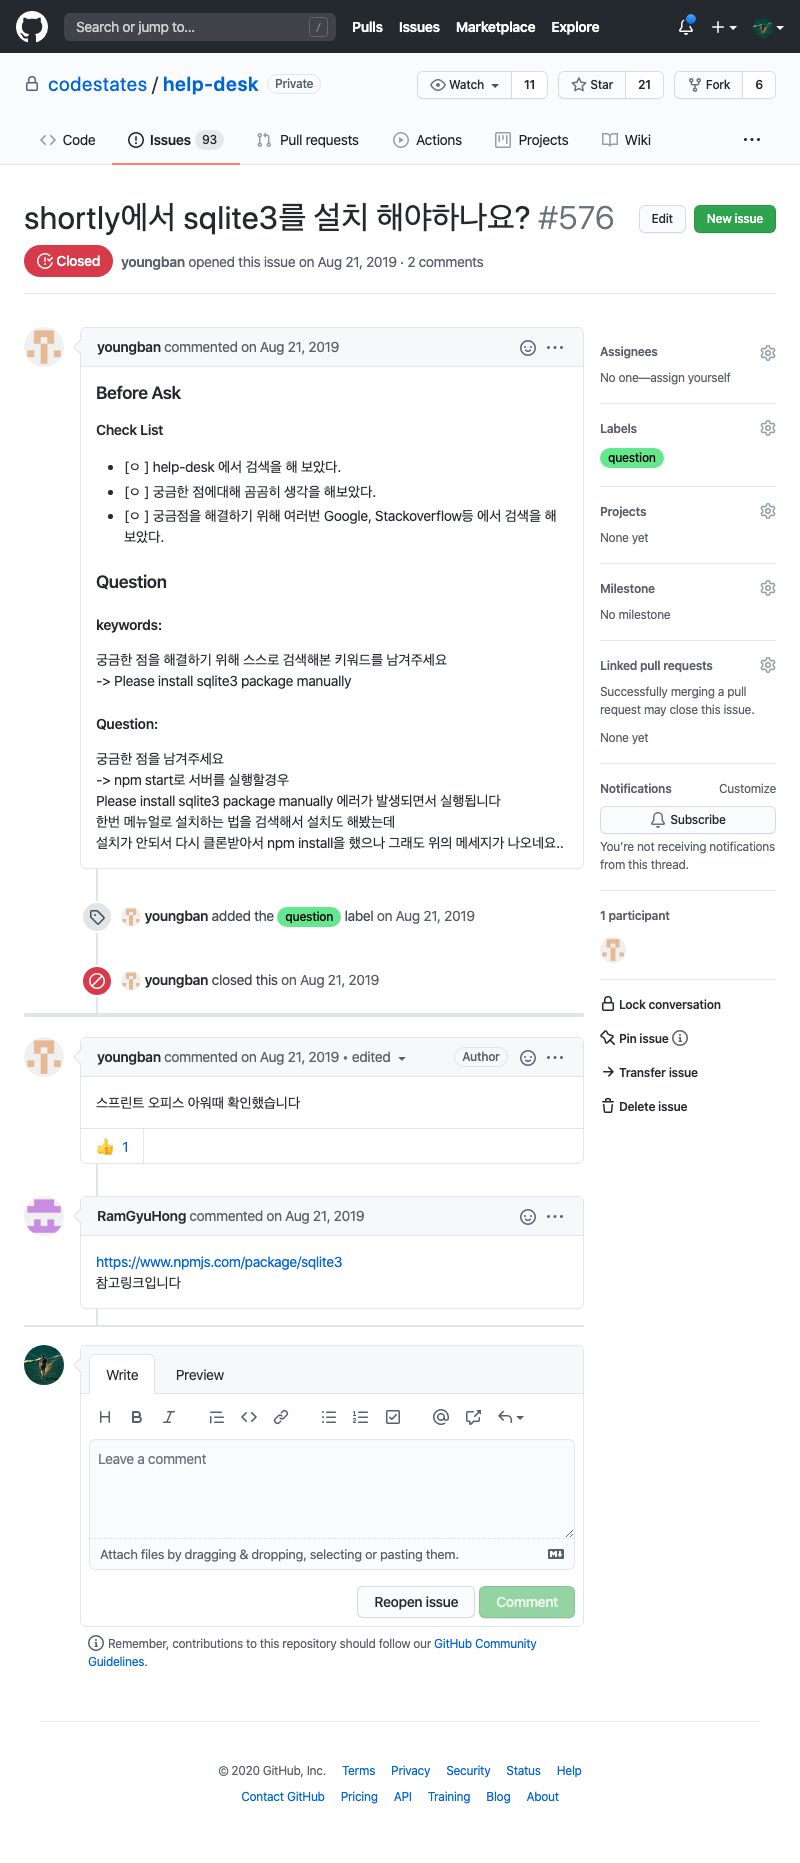 Search or jump to... /
Pulls Issues Marketplace Explore
codestates / help-desk Private
Watch 11 Star 21 Fork 6
Code Issues 93 Pull requests Actions Projects Wiki ...
shortly에서 sqlite3를 설치 해야하나요? #576
Edit New issue
Closed youngban opened this issue on Aug 21, 2019 · 2 comments
youngban commented on Aug 21, 2019
Before Ask
Check List
• [ㅇ ] help-desk 에서 검색을 해 보았다.
• [ㅇ ] 궁금한 점에대해 곰곰히 생각을 해보았다.
• [ㅇ ] 궁금점을 해결하기 위해 여러번 Google, Stackoverflow등 에서 검색을 해
보았다.
Question
keywords:
궁금한 점을 해결하기 위해 스스로 검색해본 키워드를 남겨주세요
-> Please install sqlite3 package manually
Question:
궁금한 점을 남겨주세요
-> npm start로 서버를 실행할경우
Please install sqlite3 package manually 에러가 발생되면서 실행됩니다
한번 메뉴얼로 설치하는 법을 검색해서 설치도 해봤는데
설치가 안되서 다시 클론받아서 npm install을 했으나 그래도 위의 메세지가 나오네요..
youngban added the question label on Aug 21, 2019
youngban closed this on Aug 21, 2019
youngban commented on Aug 21, 2019 • edited
Author
스프린트 오피스 아워때 확인했습니다
👍 1
RamGyuHong commented on Aug 21, 2019
https://www.npmjs.com/package/sqlite3
참고링크입니다
Write Preview
H B I
Leave a comment
Attach files by dragging & dropping, selecting or pasting them.
Reopen issue Comment
Remember, contributions to this repository should follow our GitHub Community
Guidelines.
Assignees
No one—assign yourself
Labels
question
Projects
None yet
Milestone
No milestone
Linked pull requests
Successfully merging a pull
request may close this issue.
None yet
Notifications Customize
Subscribe
You're not receiving notifications
from this thread.
1 participant
Lock conversation
Pin issue
Transfer issue
Delete issue
© 2020 GitHub, Inc. Terms Privacy Security Status Help
Contact GitHub Pricing API Training Blog About